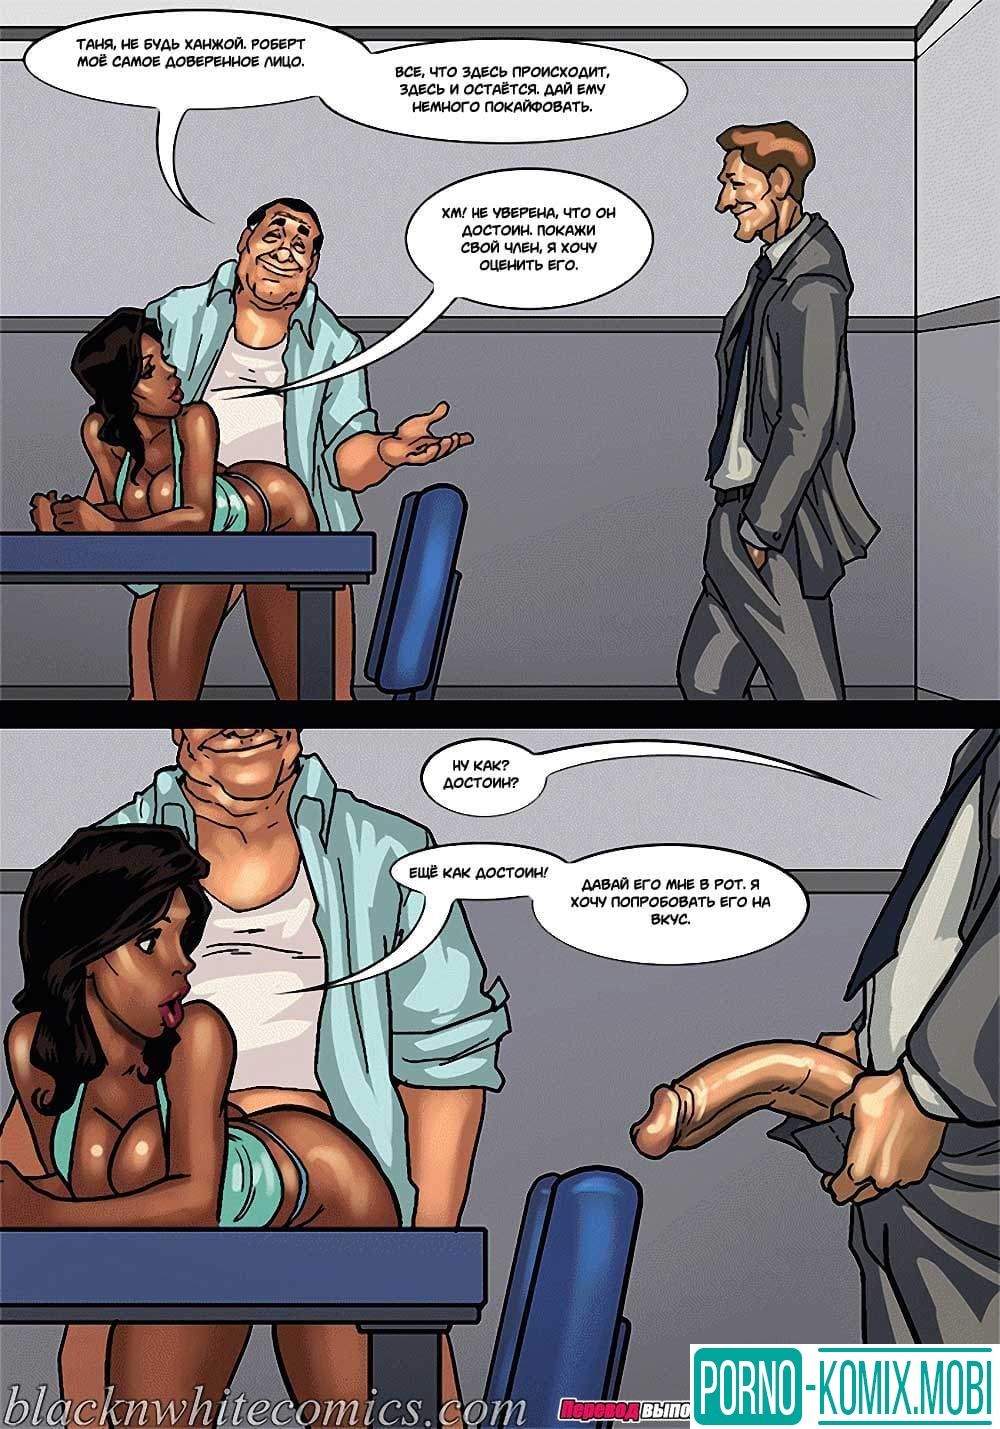 ТАНЯ, НЕ БУДЬ ХАНЖОЙ. РОБЕРТ
МОЁ САМОЕ ДОВЕРЕННОЕ ЛИЦО.
ВСЕ, ЧТО ЗДЕСЬ ПРОИСХОДИТ,
ЗДЕСЬ И ОСТАЁТСЯ. ДАЙ ЕМУ
НЕМНОГО ПОКАЙФОВАТЬ.
ХМ! НЕ УВЕРЕНА, ЧТО ОН
ДОСТОИН. ПОКАЖИ
СВОЙ ЧЛЕН, Я ХОЧУ
ОЦЕНИТЬ ЕГО.
НУ КАК?
ДОСТОИН?
ЕЩЁ КАК ДОСТОИН!
ДАВАЙ ЕГО МНЕ В РОТ. Я
ХОЧУ ПОПРОБОВАТЬ ЕГО НА
ВКУС.
blacknwhitecomics.com
Перевод выпо
PORNO-KOMIX.MOBI